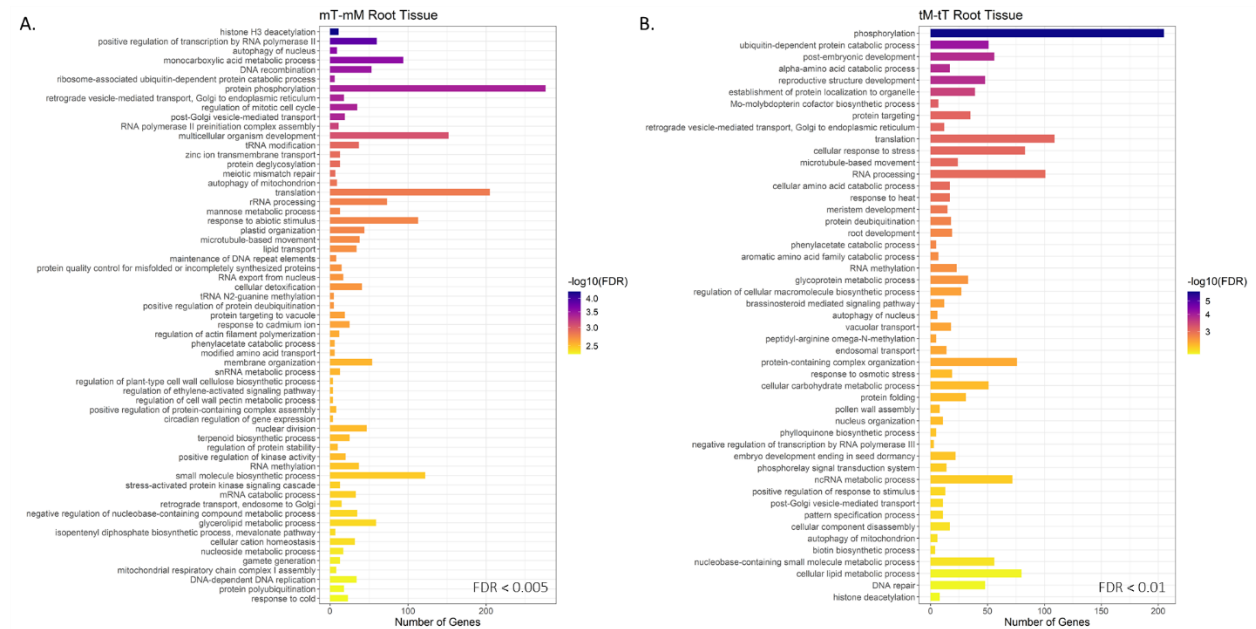 A.
mT-mM Root Tissue
histone H3 deacetylation
positive regulation of transcription by RNA polymerase II
autophagy of nucleus
monocarboxylic acid metabolic process
DNA recombination
ribosome-associated ubiquitin-dependent protein catabolic process
protein phosphorylation
retrograde vesicle-mediated transport, Golgi to endoplasmic reticulum
regulation of mitotic cell cycle
post-Golgi vesicle-mediated transport
RNA polymerase II preinitiation complex assembly
multicellular organism development
tRNA modification
zinc ion transmembrane transport
protein deglycosylation
meiotic mismatch repair
autophagy of mitochondrion
translation
rRNA processing
mannose metabolic process
response to abiotic stimulus
plastid organization
microtubule-based movement
lipid transport
maintenance of DNA repeat elements
protein quality control for misfolded or incompletely synthesized proteins
RNA export from nucleus
cellular detoxification
tRNA N2-guanine methylation
positive regulation of protein deubiquitination
protein targeting to vacuole
response to cadmium ion
regulation of actin filament polymerization
phenylacetate catabolic process
modified amino acid transport
membrane organization
snRNA metabolic process
regulation of plant-type cell wall cellulose biosynthetic process
regulation of ethylene-activated signaling pathway
regulation of cell wall pectin metabolic process
positive regulation of protein-containing complex assembly
circadian regulation of gene expression
nuclear division
terpenoid biosynthetic process
regulation of protein stability
positive regulation of kinase activity
RNA methylation
small molecule biosynthetic process
stress-activated protein kinase signaling cascade
mRNA catabolic process
retrograde transport, endosome to Golgi
negative regulation of nucleobase-containing compound metabolic process
glycerolipid metabolic process
isopentenyl diphosphate biosynthetic process, mevalonate pathway
cellular cation homeostasis
nucleoside metabolic process
gamete generation
mitochondrial respiratory chain complex I assembly
DNA-dependent DNA replication
protein polyubiquitination
response to cold
FDR < 0.005
0 100 200
Number of Genes
-log10(FDR)
4.0
3.5
3.0
2.5
B.
tM-tT Root Tissue
phosphorylation
ubiquitin-dependent protein catabolic process
post-embryonic development
alpha-amino acid catabolic process
reproductive structure development
establishment of protein localization to organelle
Mo-molybdopterin cofactor biosynthetic process
protein targeting
retrograde vesicle-mediated transport, Golgi to endoplasmic reticulum
translation
cellular response to stress
microtubule-based movement
RNA processing
cellular amino acid catabolic process
response to heat
meristem development
protein deubiquitination
root development
phenylacetate catabolic process
aromatic amino acid family catabolic process
RNA methylation
glycoprotein metabolic process
regulation of cellular macromolecule biosynthetic process
brassinosteroid mediated signaling pathway
autophagy of nucleus
vacuolar transport
peptidyl-arginine omega-N-methylation
endosomal transport
protein-containing complex organization
response to osmotic stress
cellular carbohydrate metabolic process
protein folding
pollen wall assembly
nucleus organization
phylloquinone biosynthetic process
negative regulation of transcription by RNA polymerase III
embryo development ending in seed dormancy
phosphorelay signal transduction system
ncRNA metabolic process
positive regulation of response to stimulus
post-Golgi vesicle-mediated transport
pattern specification process
cellular component disassembly
autophagy of mitochondrion
biotin biosynthetic process
nucleobase-containing small molecule metabolic process
cellular lipid metabolic process
DNA repair
histone deacetylation
FDR < 0.01
0 50 100 150 200
Number of Genes
-log10(FDR)
5
4
3